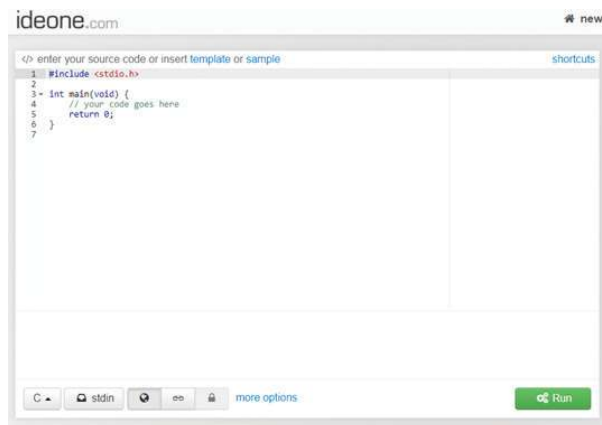 ideone.com
new
</> enter your source code or insert template or sample
shortcuts
1 #include <stdio.h>
2
3 int main(void) {
4 // your code goes here
5 return 0;
6 }
7
C
stdin
more options
Run